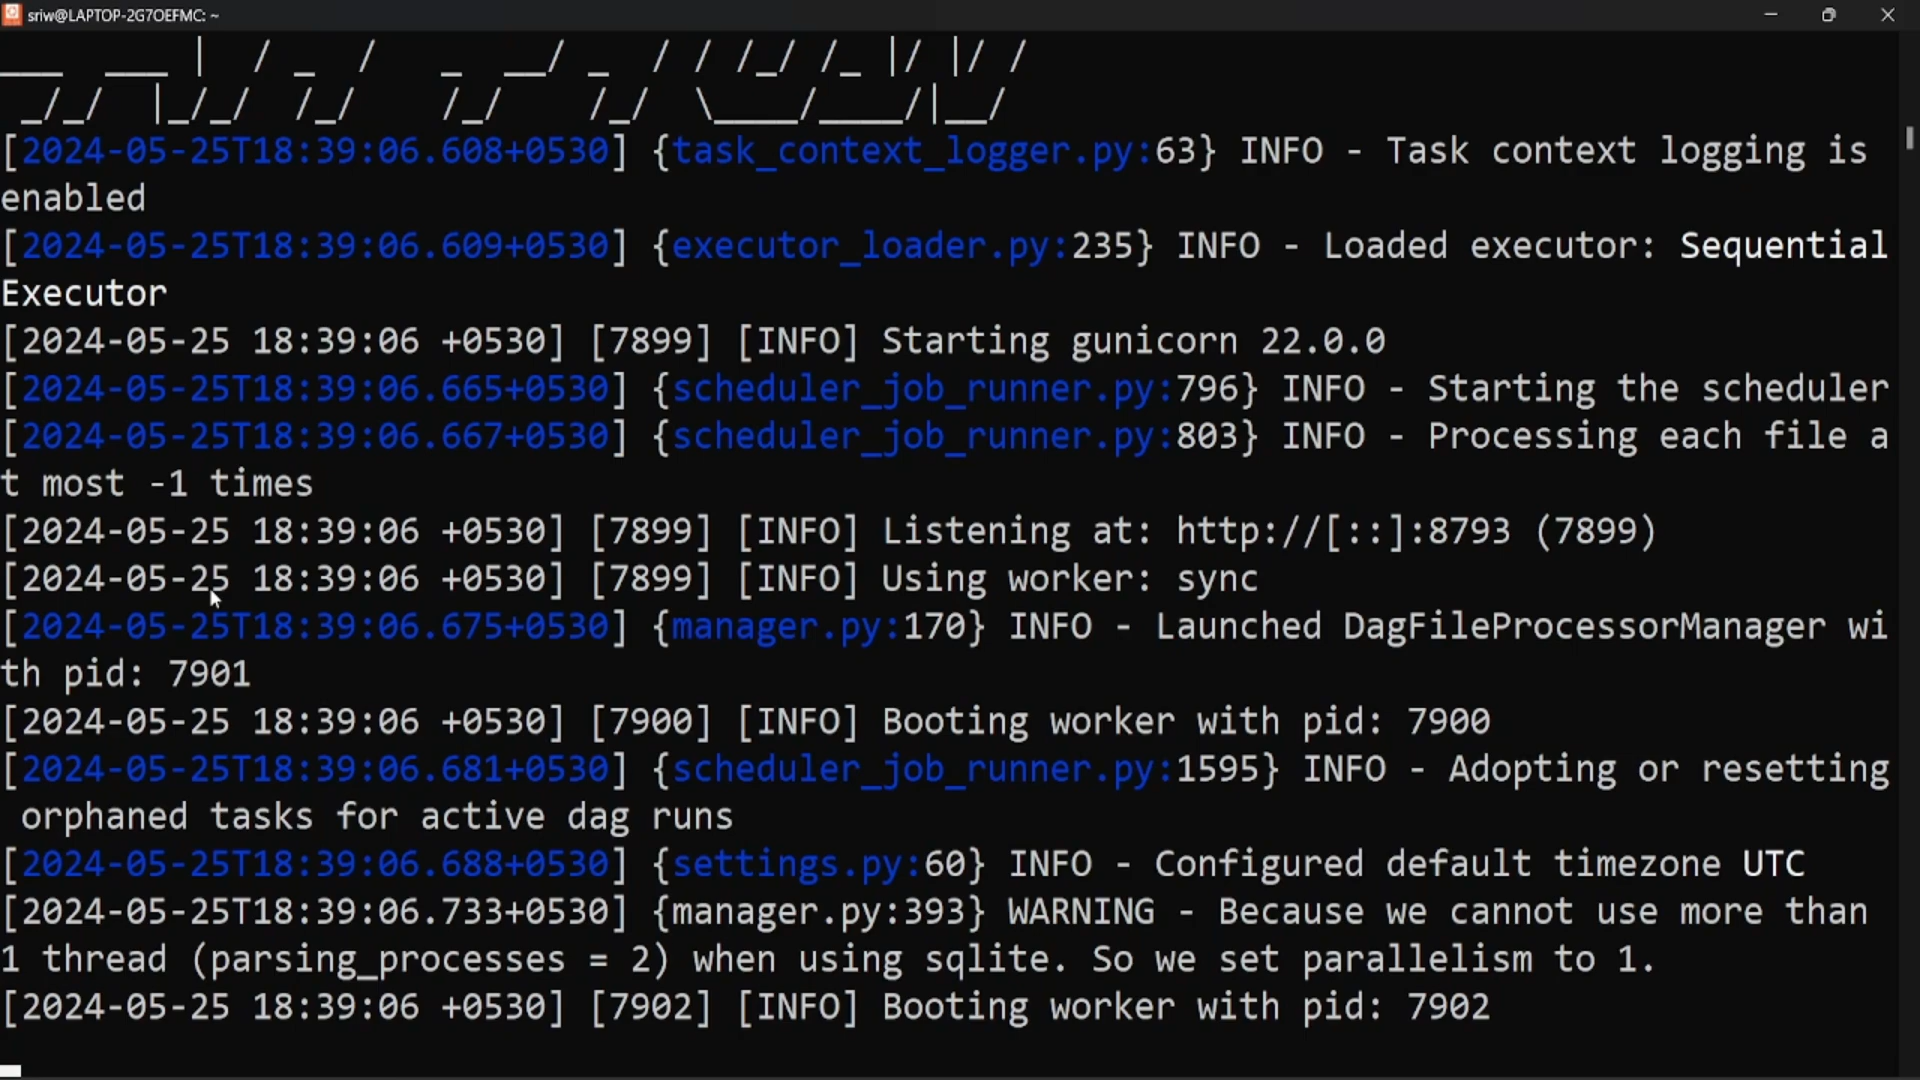 sriw@LAPTOP-2G7OEFMC: ~
____  ___ |  / _  /   _  __/ _  / / /_/ /_ |/ |/ /
 _/_/  |_/_/  /_/    /_/    /_/  \____/____/|__/
[2024-05-25T18:39:06.608+0530] {task_context_logger.py:63} INFO - Task context logging is
enabled
[2024-05-25T18:39:06.609+0530] {executor_loader.py:235} INFO - Loaded executor: Sequential
Executor
[2024-05-25 18:39:06 +0530] [7899] [INFO] Starting gunicorn 22.0.0
[2024-05-25T18:39:06.665+0530] {scheduler_job_runner.py:796} INFO - Starting the scheduler
[2024-05-25T18:39:06.667+0530] {scheduler_job_runner.py:803} INFO - Processing each file a
t most -1 times
[2024-05-25 18:39:06 +0530] [7899] [INFO] Listening at: http://[::]:8793 (7899)
[2024-05-25 18:39:06 +0530] [7899] [INFO] Using worker: sync
[2024-05-25T18:39:06.675+0530] {manager.py:170} INFO - Launched DagFileProcessorManager wi
th pid: 7901
[2024-05-25 18:39:06 +0530] [7900] [INFO] Booting worker with pid: 7900
[2024-05-25T18:39:06.681+0530] {scheduler_job_runner.py:1595} INFO - Adopting or resetting
 orphaned tasks for active dag runs
[2024-05-25T18:39:06.688+0530] {settings.py:60} INFO - Configured default timezone UTC
[2024-05-25T18:39:06.733+0530] {manager.py:393} WARNING - Because we cannot use more than
1 thread (parsing_processes = 2) when using sqlite. So we set parallelism to 1.
[2024-05-25 18:39:06 +0530] [7902] [INFO] Booting worker with pid: 7902